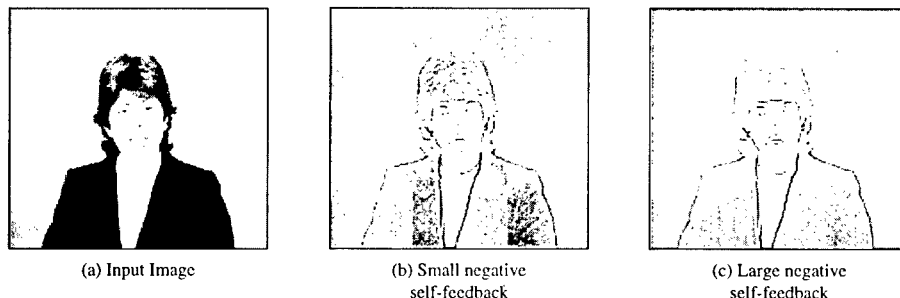 (a) Input Image
(b) Small negative
self-feedback
(c) Large negative
self-feedback